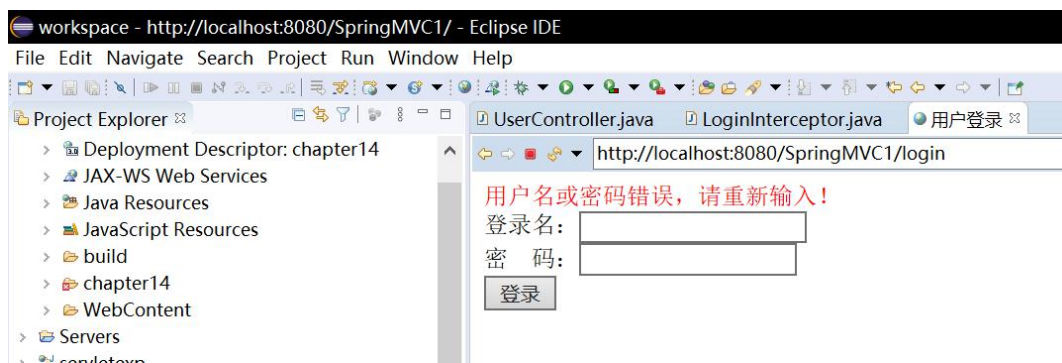 workspace - http://localhost:8080/SpringMVC1/ - Eclipse IDE
File Edit Navigate Search Project Run Window Help
Project Explorer
UserController.java LoginInterceptor.java 用户登录
Deployment Descriptor: chapter14
http://localhost:8080/SpringMVC1/login
JAX-WS Web Services
Java Resources
JavaScript Resources
build
chapter14
WebContent
Servers
servletexp
用户名或密码错误，请重新输入！
登录名：
密 码：
登录